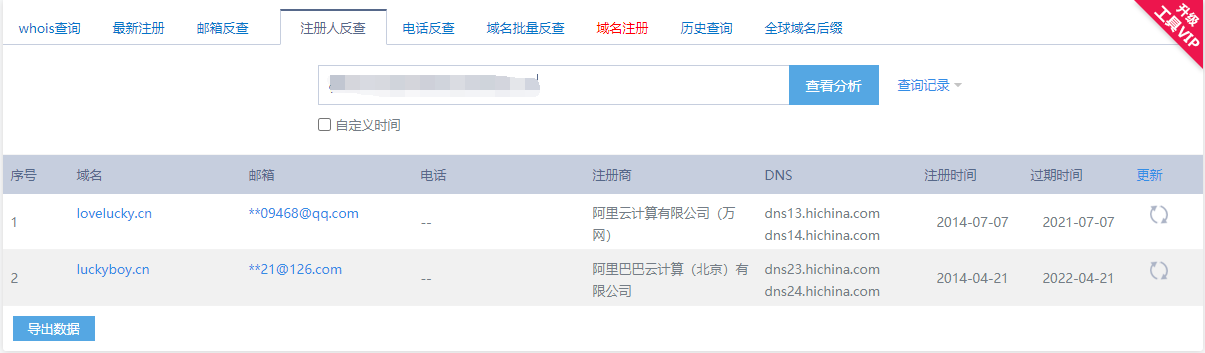 whois查询 最新注册 邮箱反查 注册人反查 电话反查 域名批量反查 域名注册 历史查询 全球域名后缀
升级
工具VIP
查看分析 查询记录
自定义时间
序号 域名 邮箱 电话 注册商 DNS 注册时间 过期时间 更新
1 lovelucky.cn **09468@qq.com -- 阿里云计算有限公司（万 dns13.hichina.com 2014-07-07 2021-07-07
网） dns14.hichina.com
2 luckyboy.cn **21@126.com -- 阿里巴巴云计算（北京）有 dns23.hichina.com 2014-04-21 2022-04-21
限公司 dns24.hichina.com
导出数据